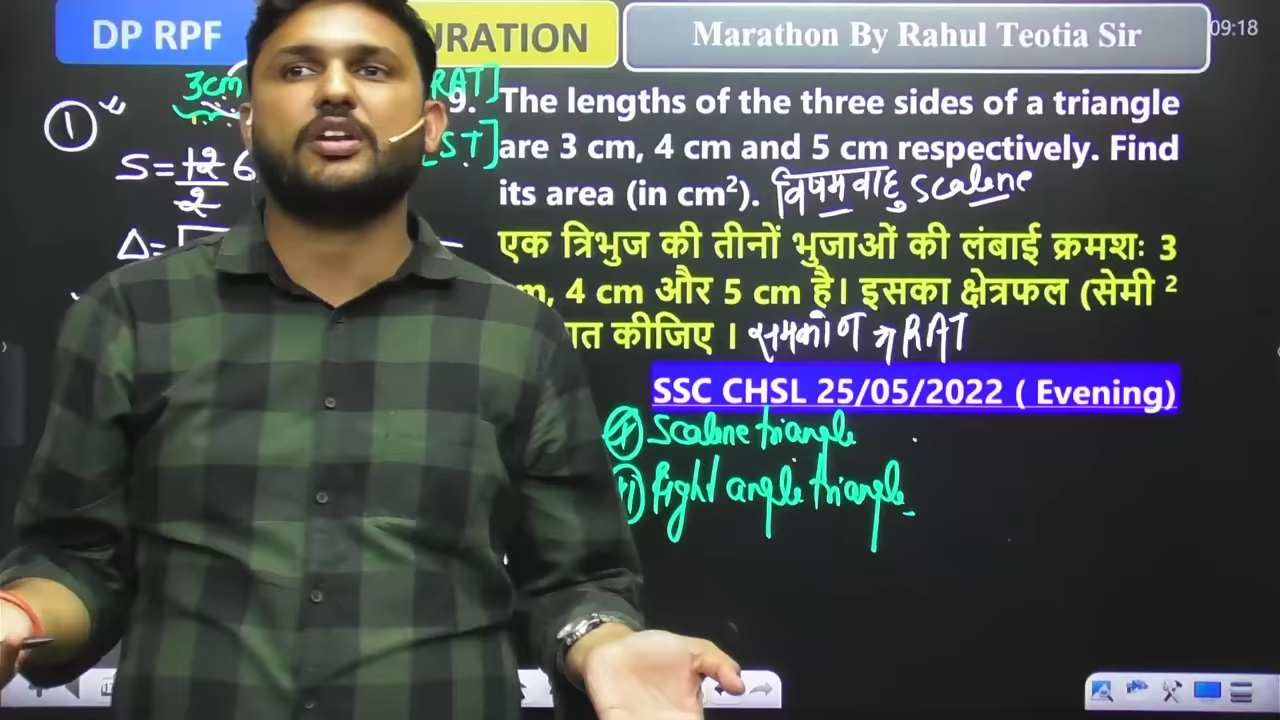 DP RPF
URATION
Marathon By Rahul Teotia Sir
09:18
3cm
RAT]
ST]
①
S = 12/2 6
Δ=
9. The lengths of the three sides of a triangle
are 3 cm, 4 cm and 5 cm respectively. Find
its area (in cm²). विषमबाहु scalene
एक त्रिभुज की तीनों भुजाओं की लंबाई क्रमशः 3
m, 4 cm और 5 cm है। इसका क्षेत्रफल (सेमी ²
ात कीजिए । समकोण → RAT
SSC CHSL 25/05/2022 ( Evening)
Scalene triangle
Right angle triangle